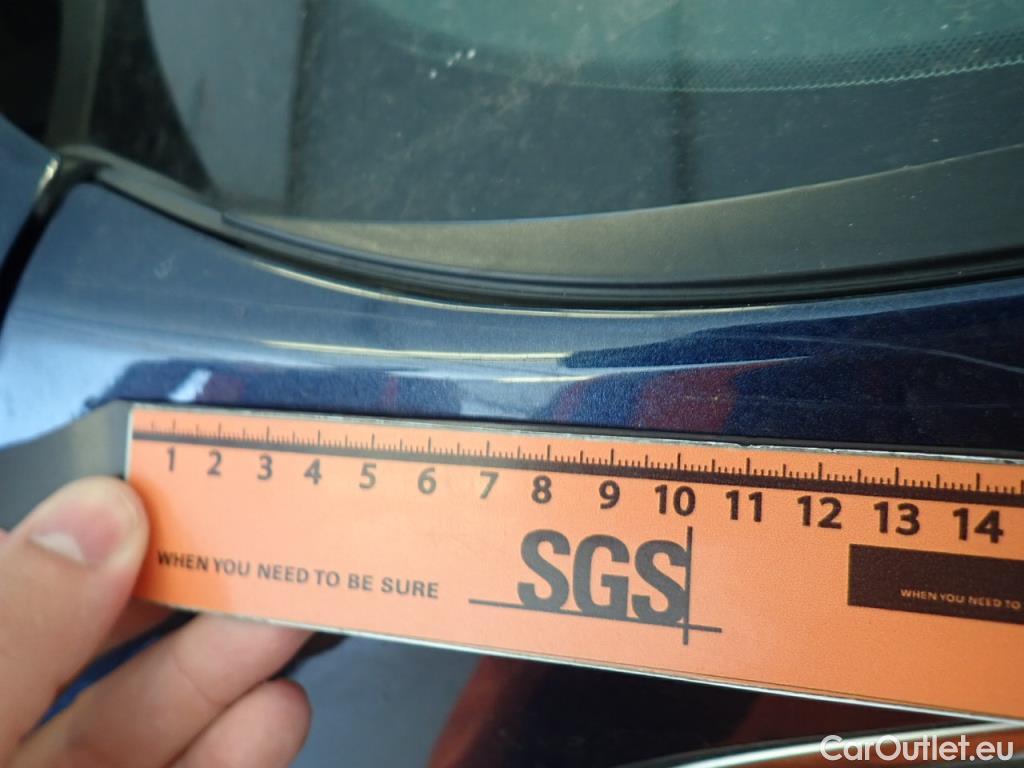 1 2 3 4 5 6 7 8 9 10 11 12 13 14
WHEN YOU NEED TO BE SURE
SGS
WHEN YOU NEED TO
CarOutlet.eu